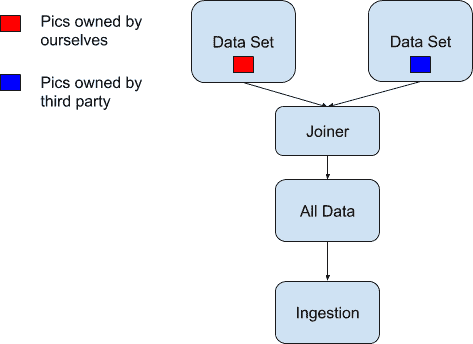 Pics owned by
ourselves
Pics owned by
third party
Data Set
Data Set
Joiner
All Data
Ingestion